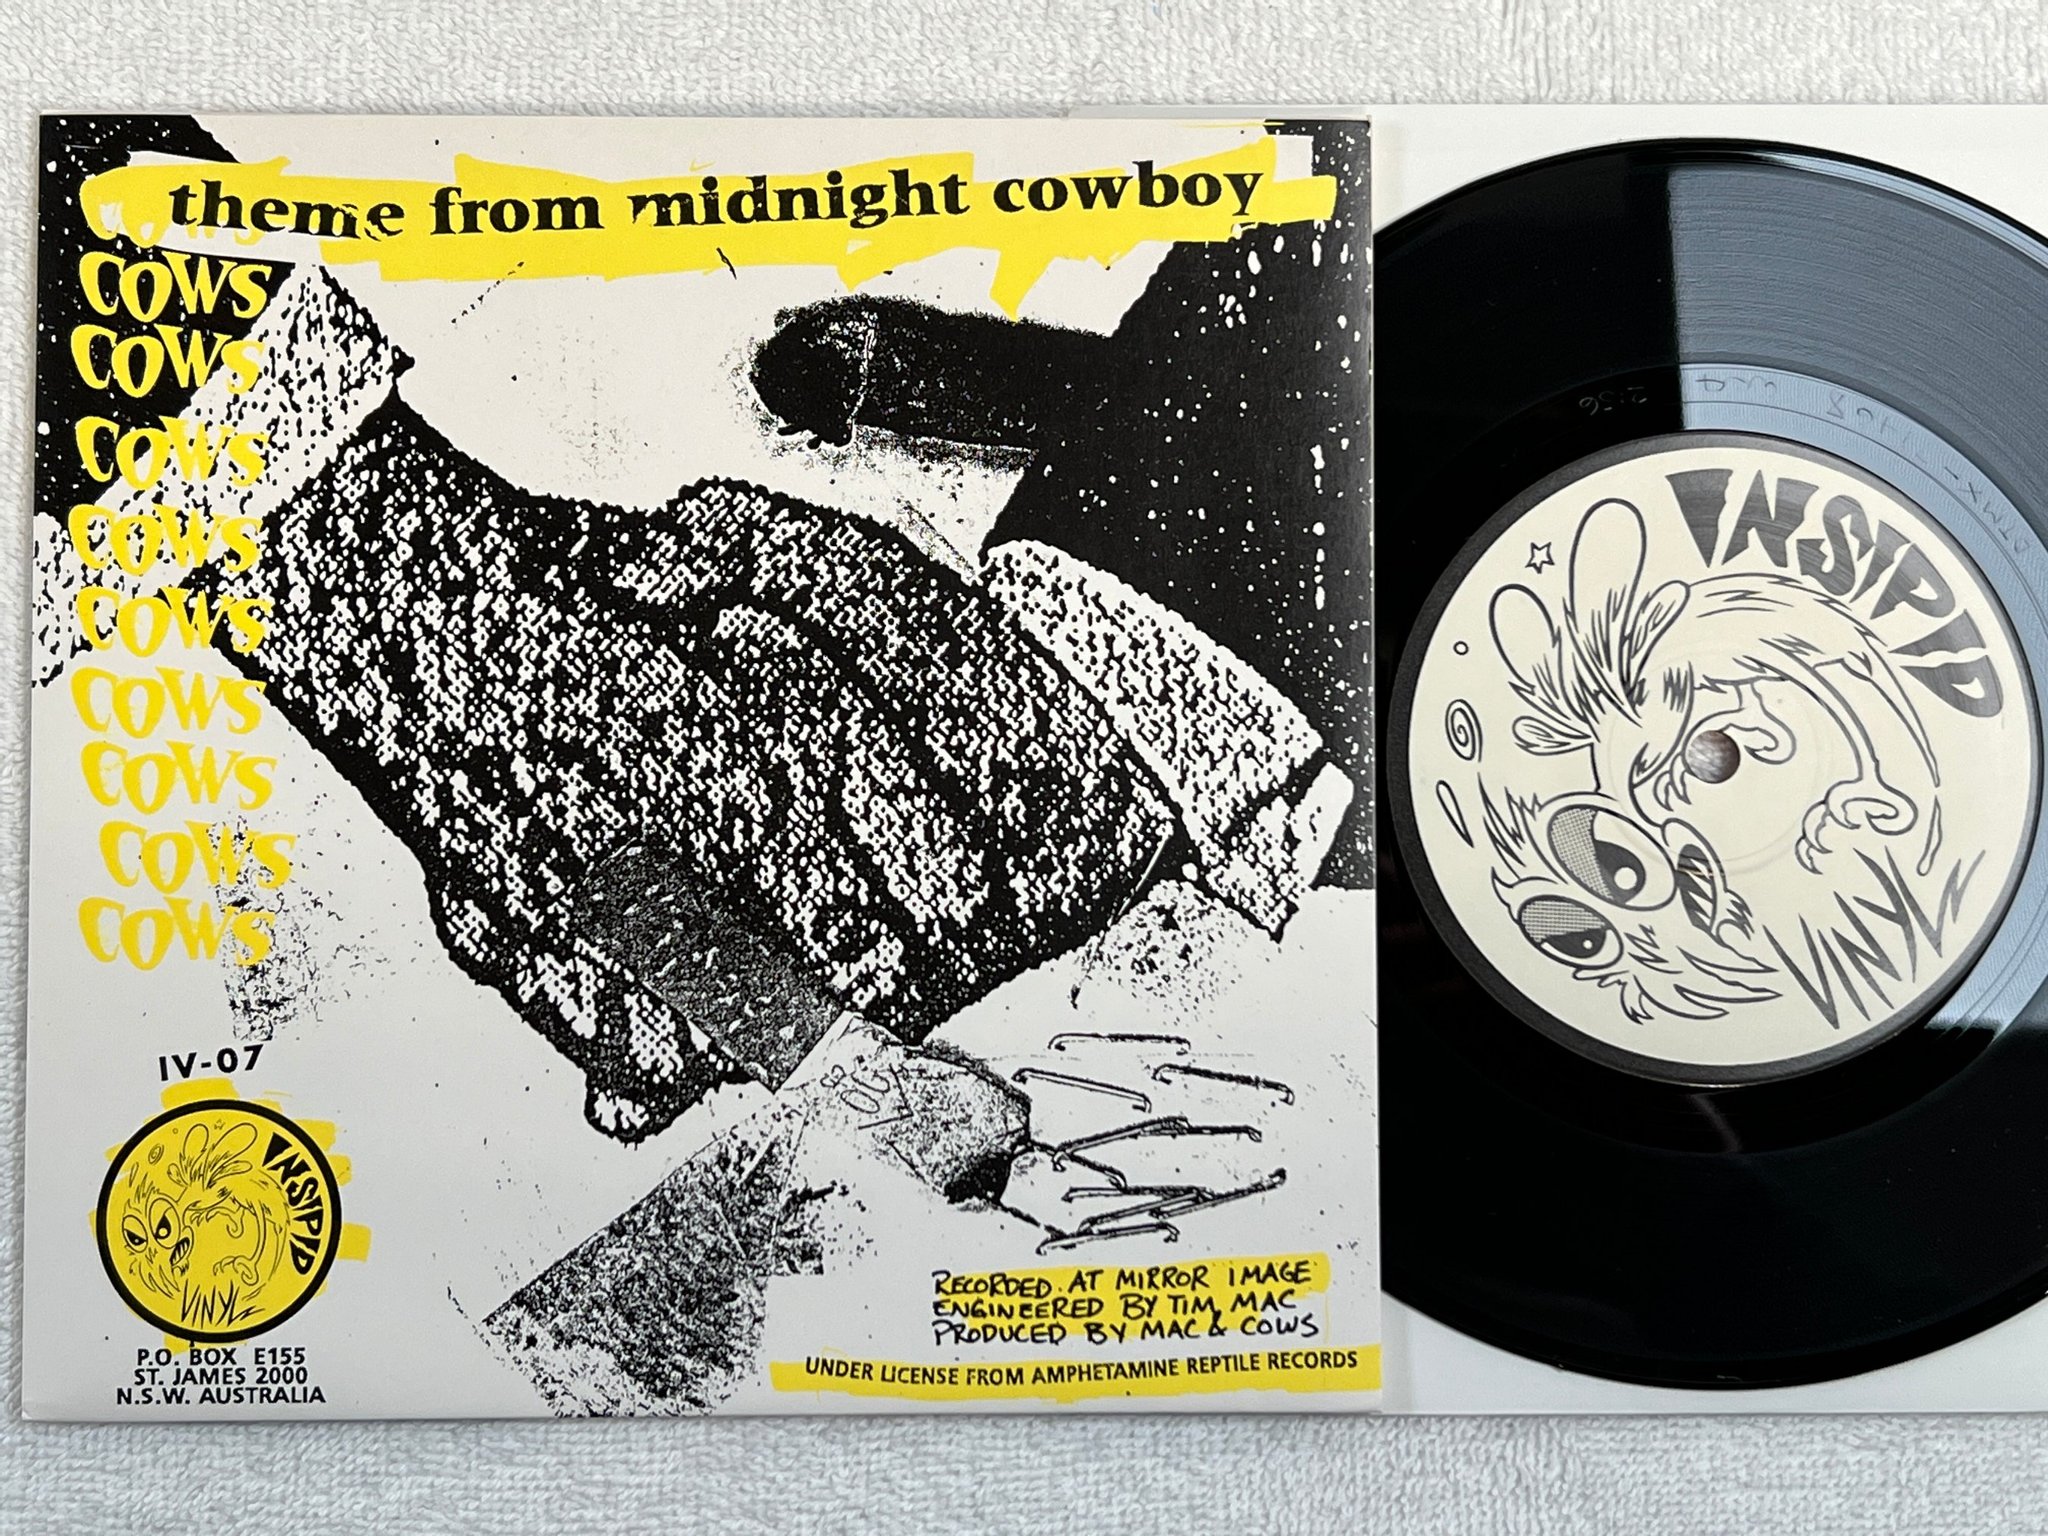 theme from midnight cowboy
COWS
COWS
COWS
COWS
COWS
COWS
COWS
COWS
COWS
COWS
IV-07
INSIPID
VINYL
P.O. BOX E155
ST. JAMES 2000
N.S.W. AUSTRALIA
RECORDED AT MIRROR IMAGE
ENGINEERED BY TIM MAC
PRODUCED BY MAC & COWS
UNDER LICENSE FROM AMPHETAMINE REPTILE RECORDS
INSIPID
VINYL
2:56